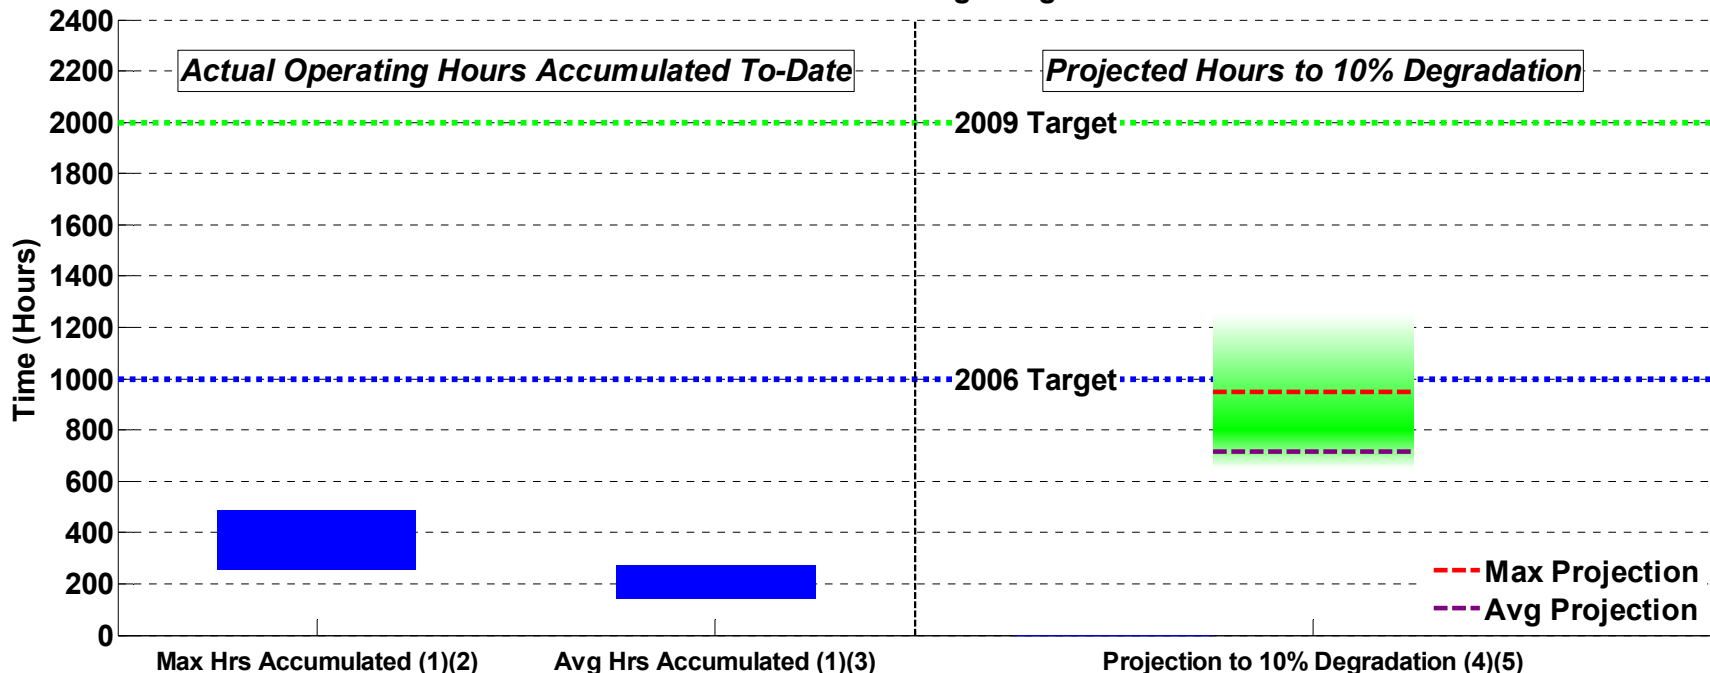 2400
2200
2000
1800
1600
1400
1200
1000
800
600
400
200
0
Time (Hours)
Actual Operating Hours Accumulated To-Date
Projected Hours to 10% Degradation
2009 Target
2006 Target
Max Projection
Avg Projection
Max Hrs Accumulated (1)(2)
Avg Hrs Accumulated (1)(3)
Projection to 10% Degradation (4)(5)